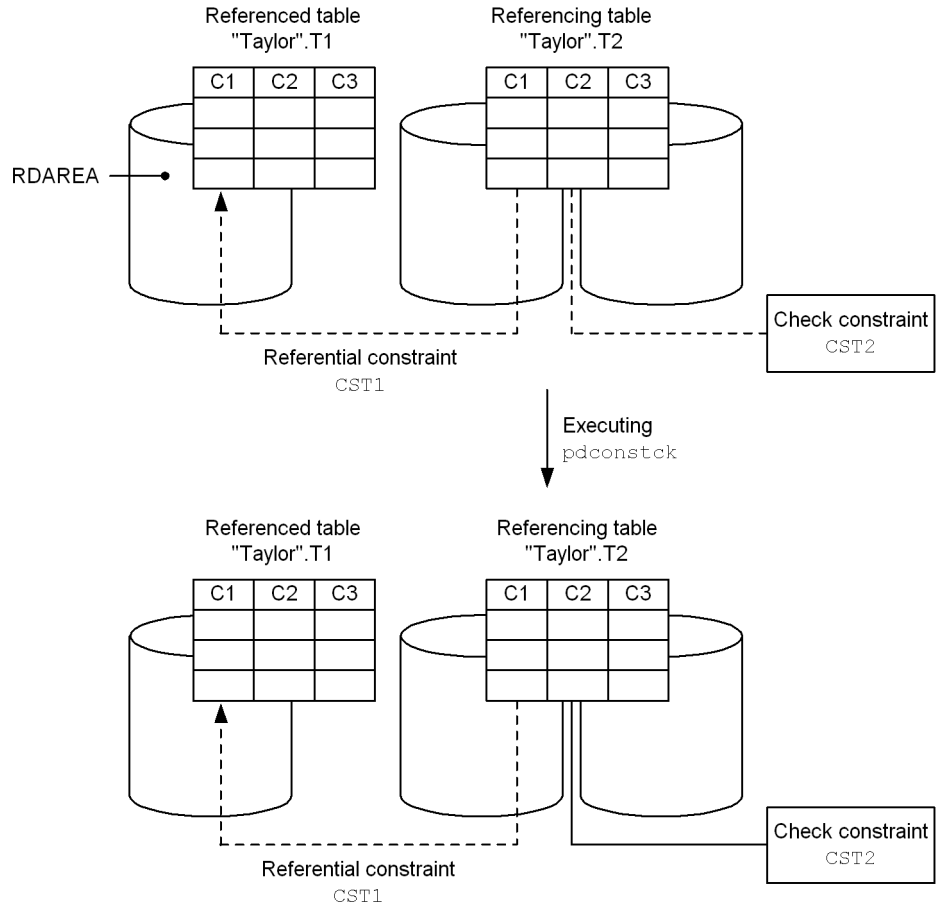 Referenced table
"Taylor".T1
Referencing table
"Taylor".T2
C1 C2 C3
C1 C2 C3
RDAREA
Check constraint
CST2
Referential constraint
CST1
Executing
pdconstck
Referenced table
"Taylor".T1
Referencing table
"Taylor".T2
C1 C2 C3
C1 C2 C3
Check constraint
CST2
Referential constraint
CST1